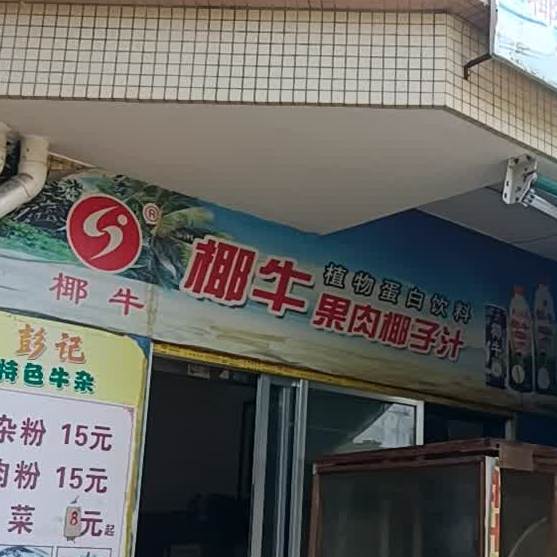 ®
椰牛
椰牛
植物蛋白饮料
果肉椰子汁
彭记
特色牛杂
杂粉 15元
肉粉 15元
菜 8元起